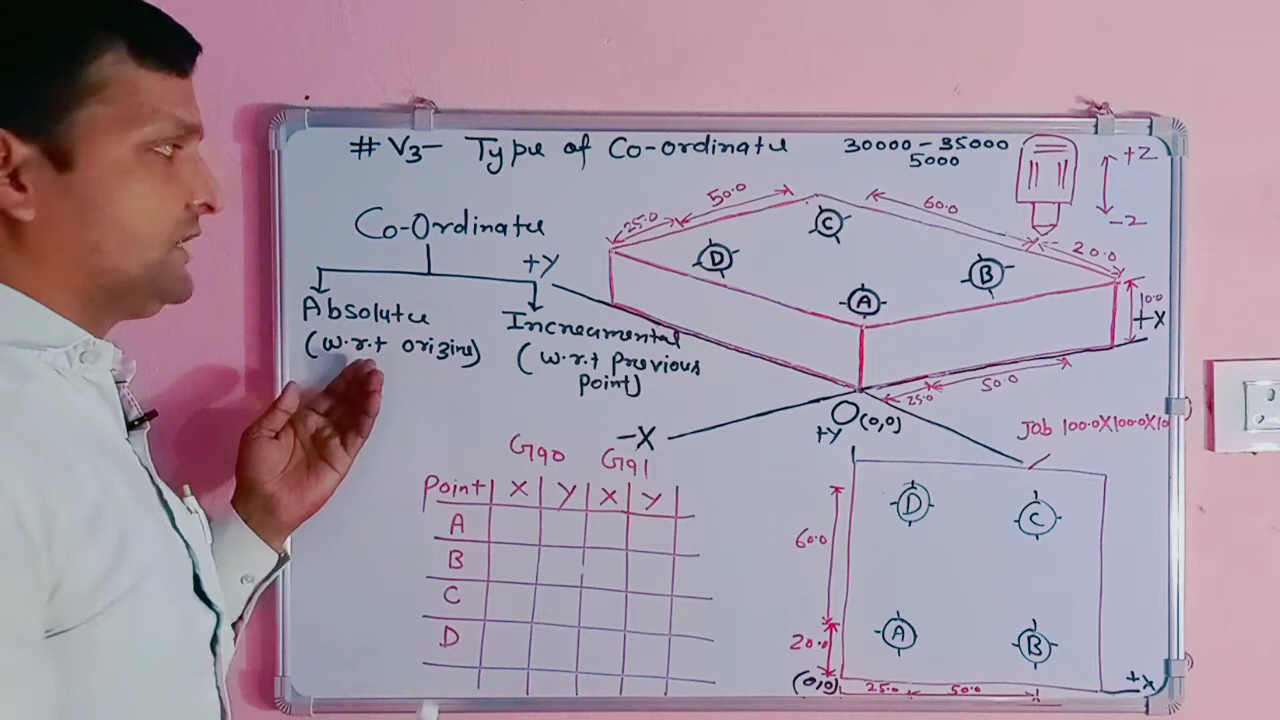 # V3- Type of Co-ordinate
30000 - 35000
5000
+Z
-Z
Co-Ordinate
Absolute
(w.r.t origine)
Increamental
(w.r.t previous
point)
25.0
50.0
60.0
20.0
10.0
C
D
B
A
+Y
+X
-X
O(0,0)
25.0
50.0
Job 100.0X100.0X10
G90 G91
Point X Y X Y
A
B
C
D
+Y
D
C
A
B
60.0
20.0
(0,0)
25.0
50.0
+X